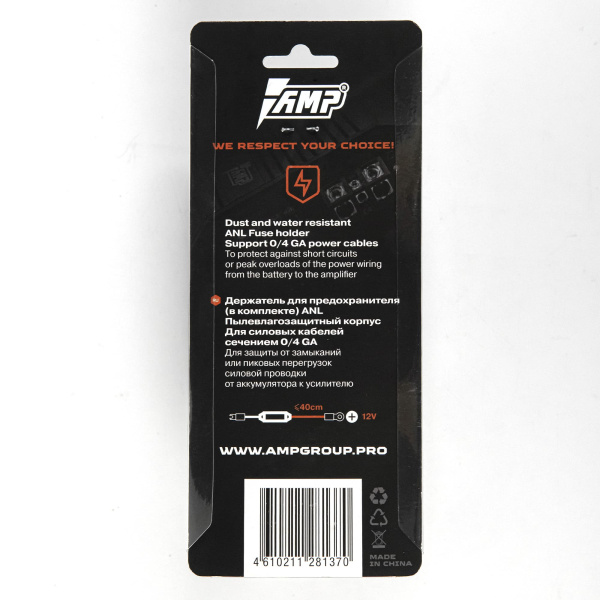 AMP®
WE RESPECT YOUR CHOICE!
Dust and water resistant
ANL Fuse holder
Support 0/4 GA power cables
To protect against short circuits
or peak overloads of the power wiring
from the battery to the amplifier
RU
Держатель для предохранителя
(в комплекте) ANL
Пылевлагозащитный корпус
Для силовых кабелей
сечением 0/4 GA
Для защиты от замыканий
или пиковых перегрузок
силовой проводки
от аккумулятора к усилителю
⩽40cm
12V
WWW.AMPGROUP.PRO
4 610211 281370
MADE
IN CHINA